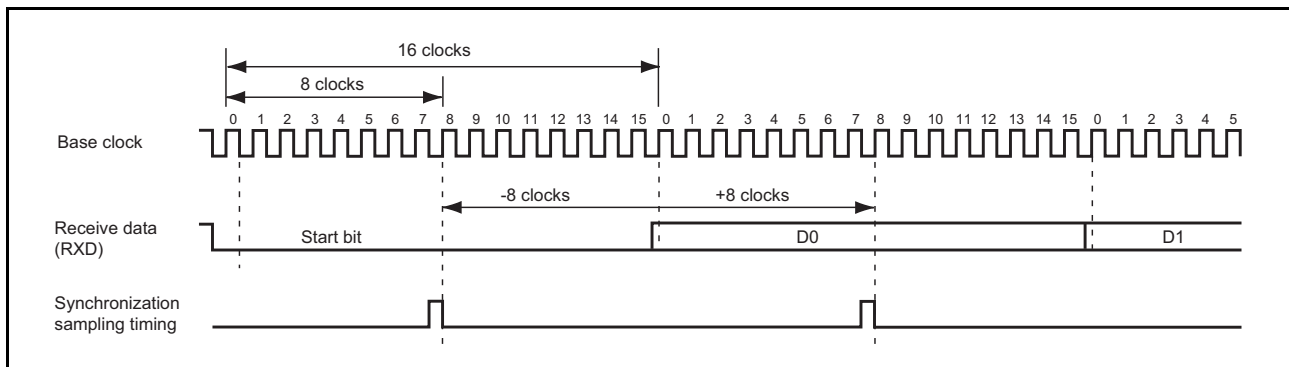 16 clocks
8 clocks
0 1 2 3 4 5 6 7 8 9 10 11 12 13 14 15 0 1 2 3 4 5 6 7 8 9 10 11 12 13 14 15 0 1 2 3 4 5
Base clock
-8 clocks +8 clocks
Receive data
(RXD)
Start bit D0 D1
Synchronization
sampling timing